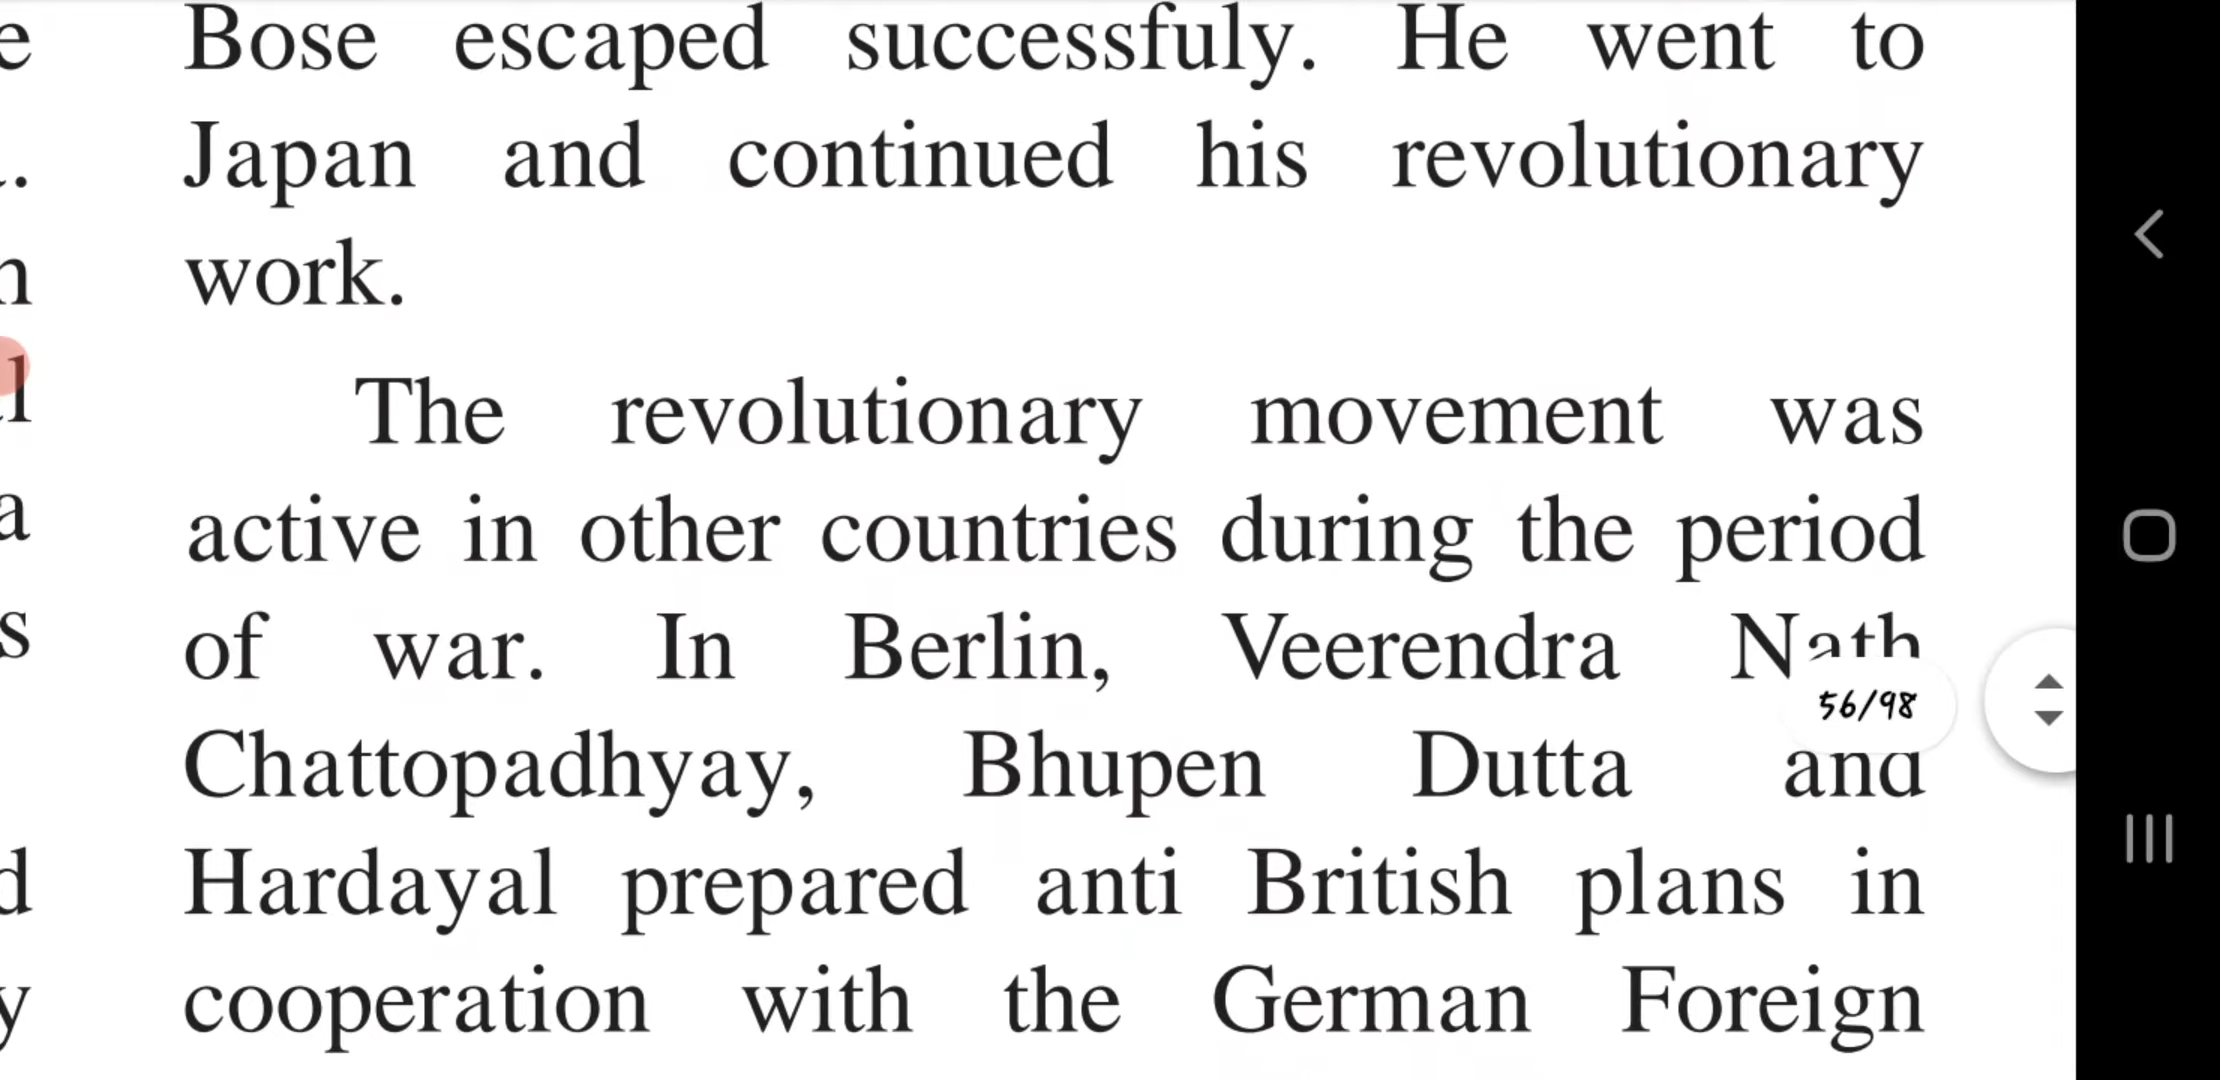 Bose escaped successfuly. He went to
Japan and continued his revolutionary
work.
The revolutionary movement was
active in other countries during the period
of war. In Berlin, Veerendra Nath
56/98
Chattopadhyay, Bhupen Dutta and
Hardayal prepared anti British plans in
cooperation with the German Foreign